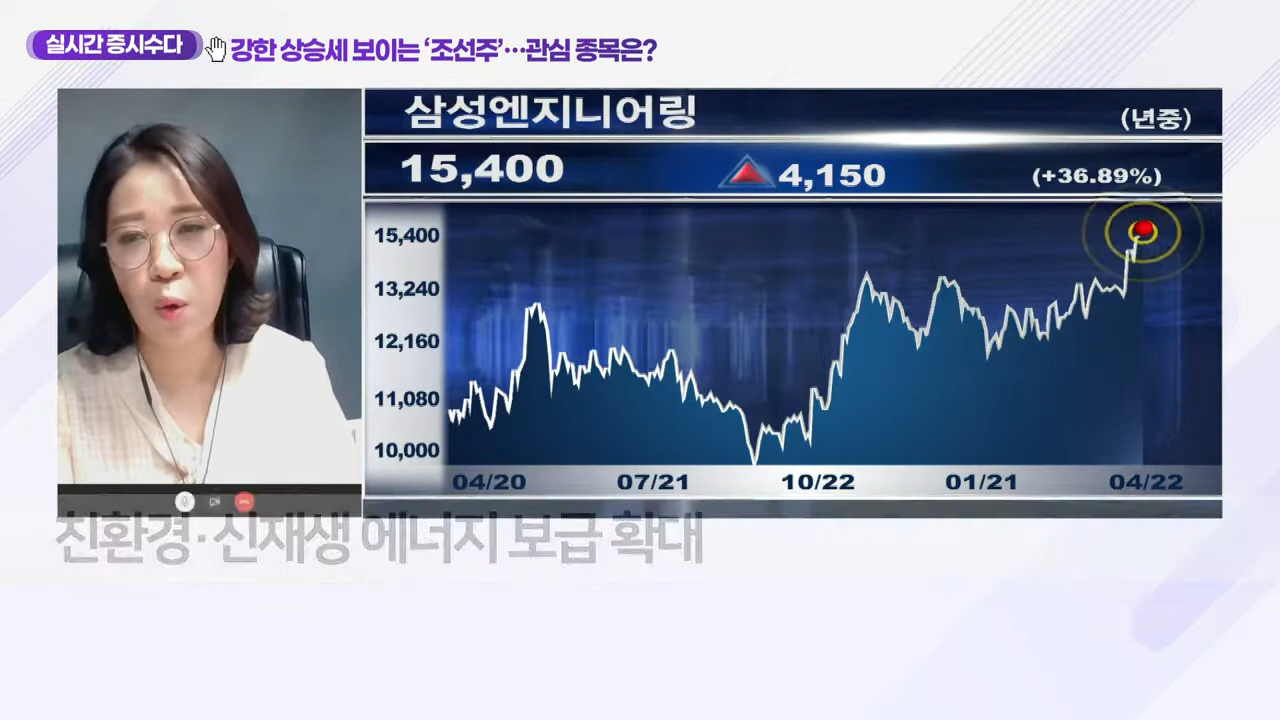 실시간 증시수다
강한 상승세 보이는 ‘조선주’…관심 종목은?
삼성엔지니어링 (년중)
15,400 4,150 (+36.89%)
15,400
13,240
12,160
11,080
10,000
04/20 07/21 10/22 01/21 04/22
친환경·신재생 에너지 보급 확대